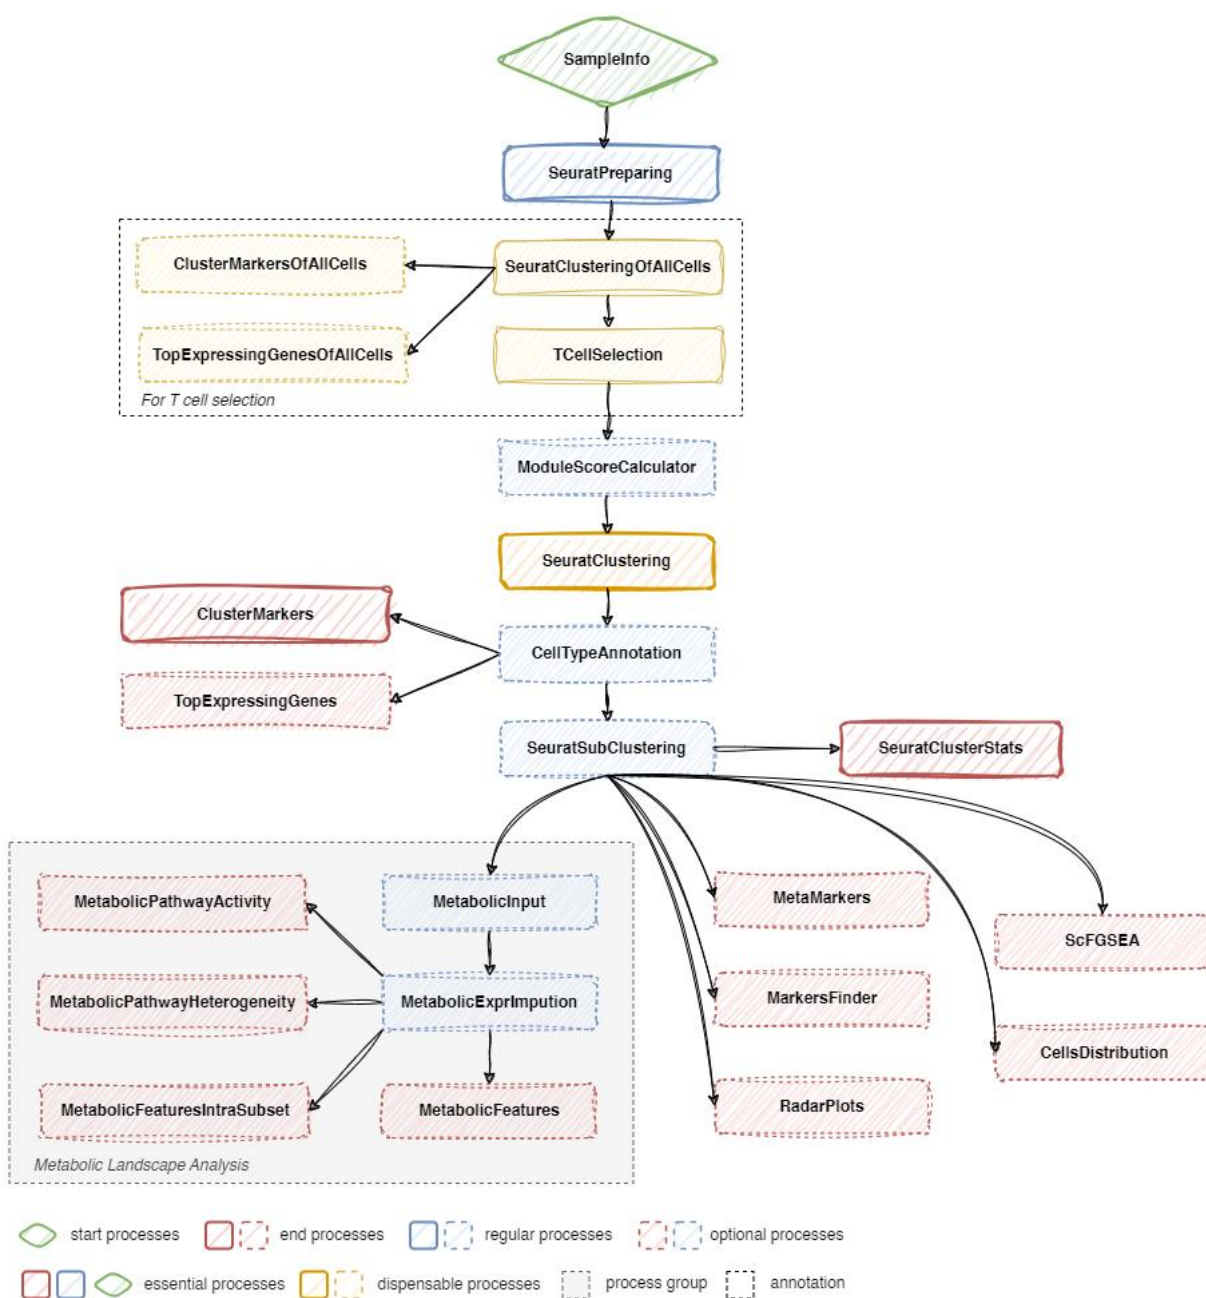 SampleInfo
SeuratPreparing
ClusterMarkersOfAllCells
SeuratClusteringOfAllCells
TopExpressingGenesOfAllCells
TCellSelection
For T cell selection
ModuleScoreCalculator
SeuratClustering
ClusterMarkers
CellTypeAnnotation
TopExpressingGenes
SeuratSubClustering
SeuratClusterStats
MetabolicPathwayActivity
MetabolicInput
MetaMarkers
ScFGSEA
MetabolicPathwayHeterogeneity
MetabolicExprImpution
MarkersFinder
CellsDistribution
MetabolicFeaturesIntraSubset
MetabolicFeatures
RadarPlots
Metabolic Landscape Analysis
start processes
end processes
regular processes
optional processes
essential processes
dispensable processes
process group
annotation